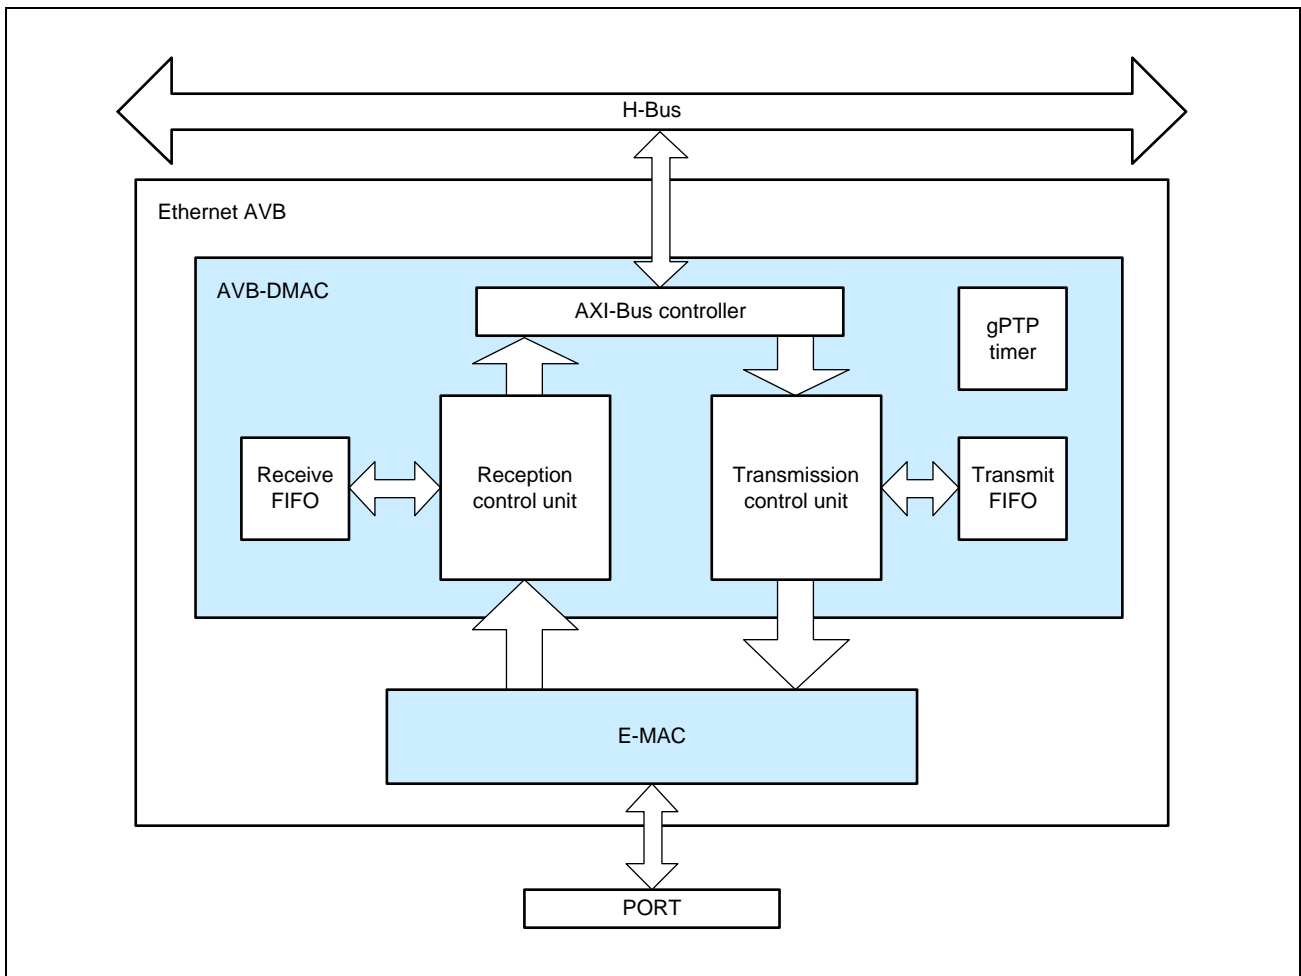 H-Bus
Ethernet AVB
AVB-DMAC
AXI-Bus controller
gPTP
timer
Receive
FIFO
Reception
control unit
Transmission
control unit
Transmit
FIFO
E-MAC
PORT